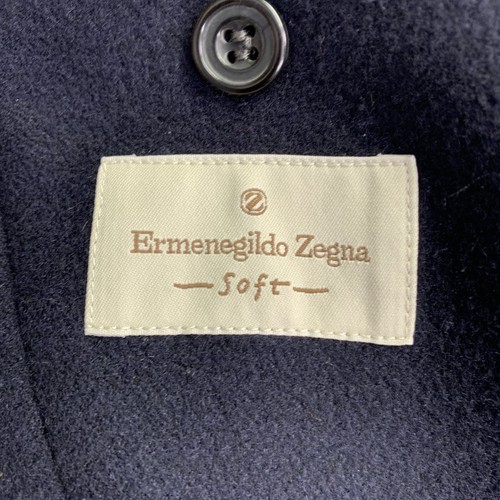 Z
Ermenegildo Zegna
— Soft —